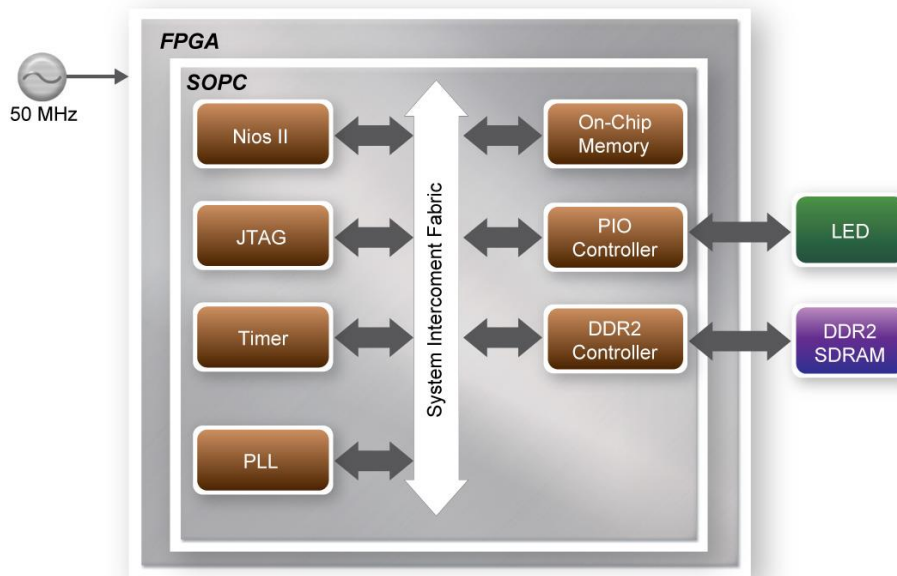 FPGA
SOPC
50 MHz
Nios II
On-Chip
Memory
JTAG
PIO
Controller
LED
Timer
DDR2
Controller
DDR2
SDRAM
PLL
System Intercoment Fabric